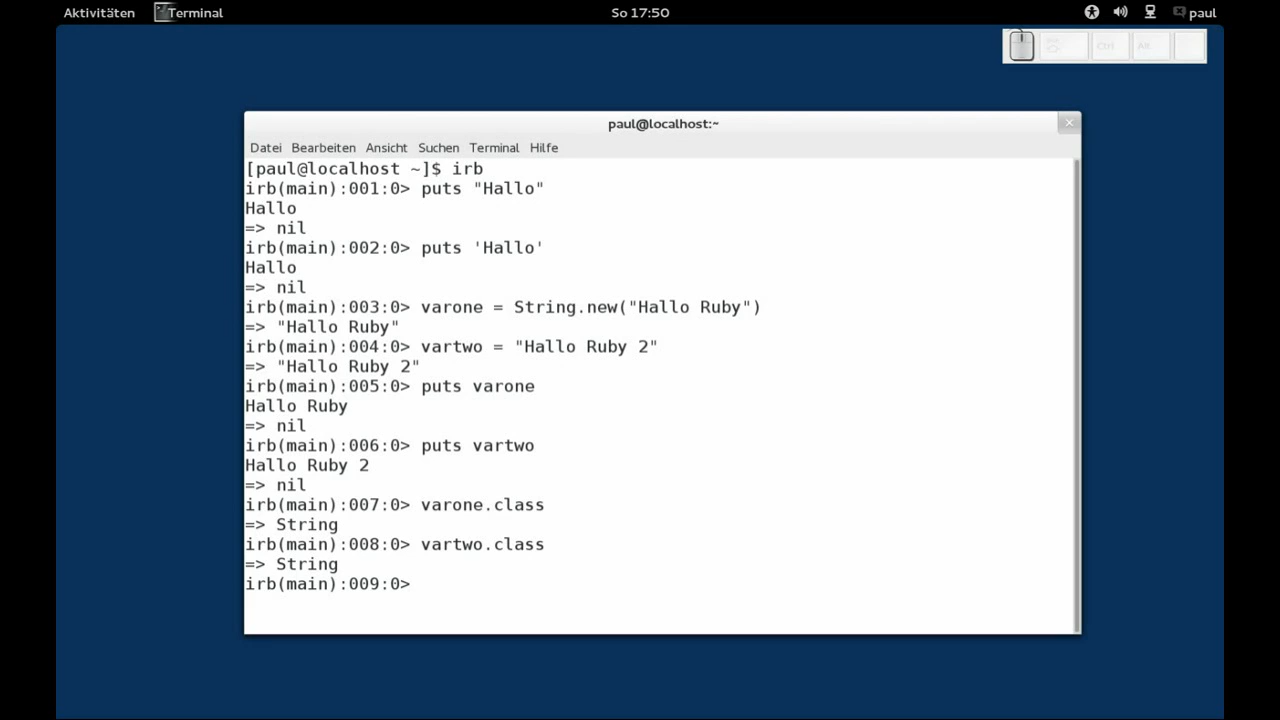 Aktivitäten Terminal So 17:50 paul
Ctrl Alt
paul@localhost:~
Datei Bearbeiten Ansicht Suchen Terminal Hilfe
[paul@localhost ~]$ irb
irb(main):001:0> puts "Hallo"
Hallo
=> nil
irb(main):002:0> puts 'Hallo'
Hallo
=> nil
irb(main):003:0> varone = String.new("Hallo Ruby")
=> "Hallo Ruby"
irb(main):004:0> vartwo = "Hallo Ruby 2"
=> "Hallo Ruby 2"
irb(main):005:0> puts varone
Hallo Ruby
=> nil
irb(main):006:0> puts vartwo
Hallo Ruby 2
=> nil
irb(main):007:0> varone.class
=> String
irb(main):008:0> vartwo.class
=> String
irb(main):009:0>